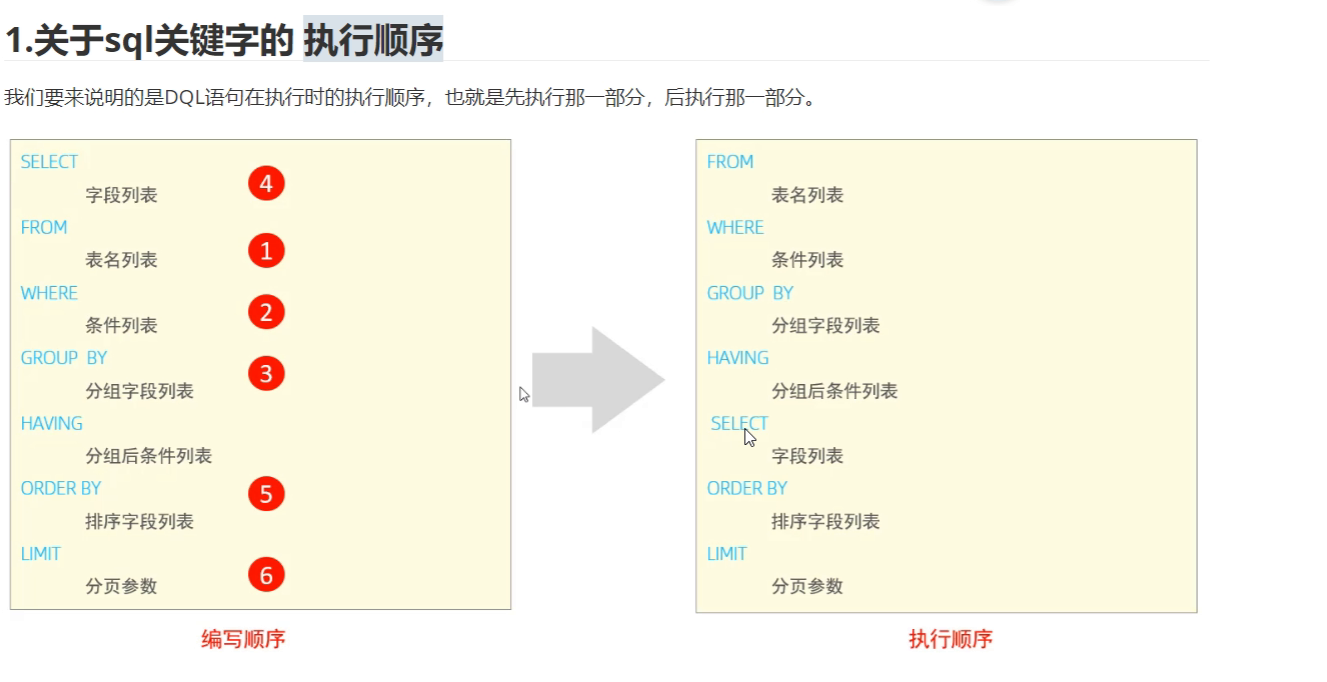 1.关于sql关键字的 执行顺序
我们要来说明的是DQL语句在执行时的执行顺序，也就是先执行那一部分，后执行那一部分。
SELECT
字段列表
4
FROM
表名列表
1
WHERE
条件列表
2
GROUP BY
分组字段列表
3
HAVING
分组后条件列表
ORDER BY
排序字段列表
5
LIMIT
分页参数
6
编写顺序
FROM
表名列表
WHERE
条件列表
GROUP BY
分组字段列表
HAVING
分组后条件列表
SELECT
字段列表
ORDER BY
排序字段列表
LIMIT
分页参数
执行顺序